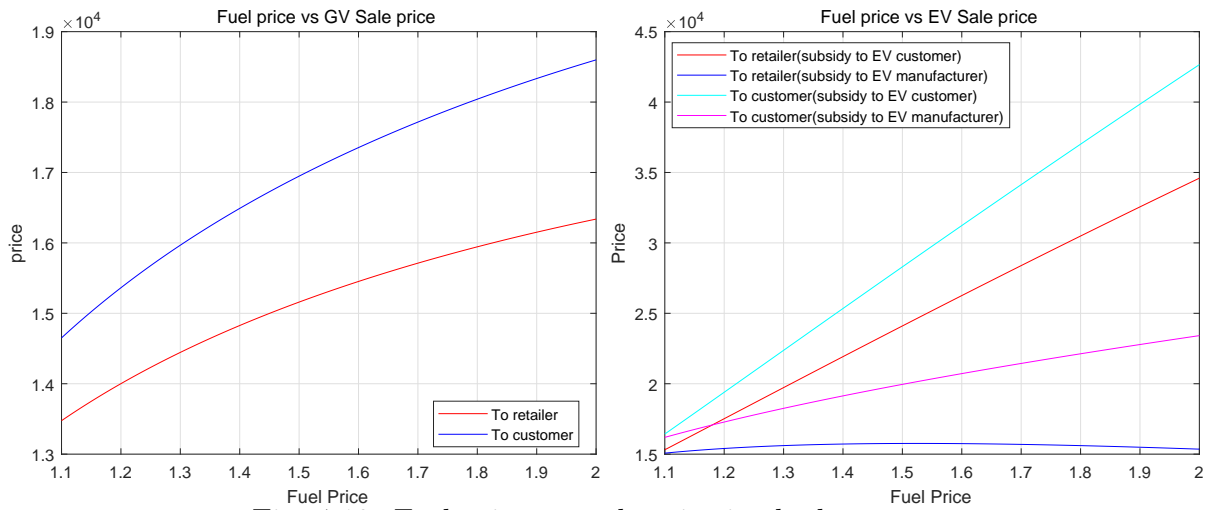 Fuel price vs GV Sale price
×10⁴
1.9
1.8
1.7
1.6
1.5
1.4
1.3
price
1.1 1.2 1.3 1.4 1.5 1.6 1.7 1.8 1.9 2
Fuel Price
To retailer
To customer
Fuel price vs EV Sale price
×10⁴
4.5
4
3.5
3
2.5
2
1.5
Price
1.1 1.2 1.3 1.4 1.5 1.6 1.7 1.8 1.9 2
Fuel Price
To retailer(subsidy to EV customer)
To retailer(subsidy to EV manufacturer)
To customer(subsidy to EV customer)
To customer(subsidy to EV manufacturer)